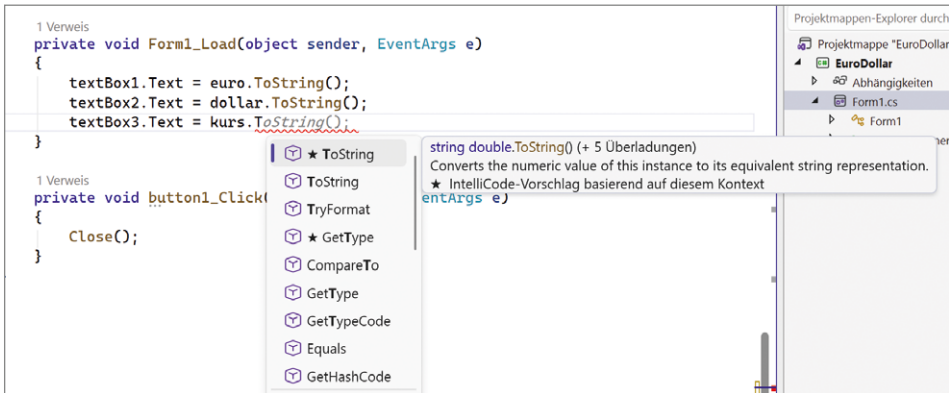 1 Verweis
private void Form1_Load(object sender, EventArgs e)
{
textBox1.Text = euro.ToString();
textBox2.Text = dollar.ToString();
textBox3.Text = kurs.ToString();
}
★ ToString
ToString
TryFormat
★ GetType
CompareTo
GetType
GetTypeCode
Equals
GetHashCode
string double.ToString() (+ 5 Überladungen)
Converts the numeric value of this instance to its equivalent string representation.
★ IntelliCode-Vorschlag basierend auf diesem Kontext
1 Verweis
private void button1_Click( entArgs e)
{
Close();
}
Projektmappen-Explorer durch
Projektmappe "EuroDollar
C# EuroDollar
Abhängigkeiten
Form1.cs
Form1